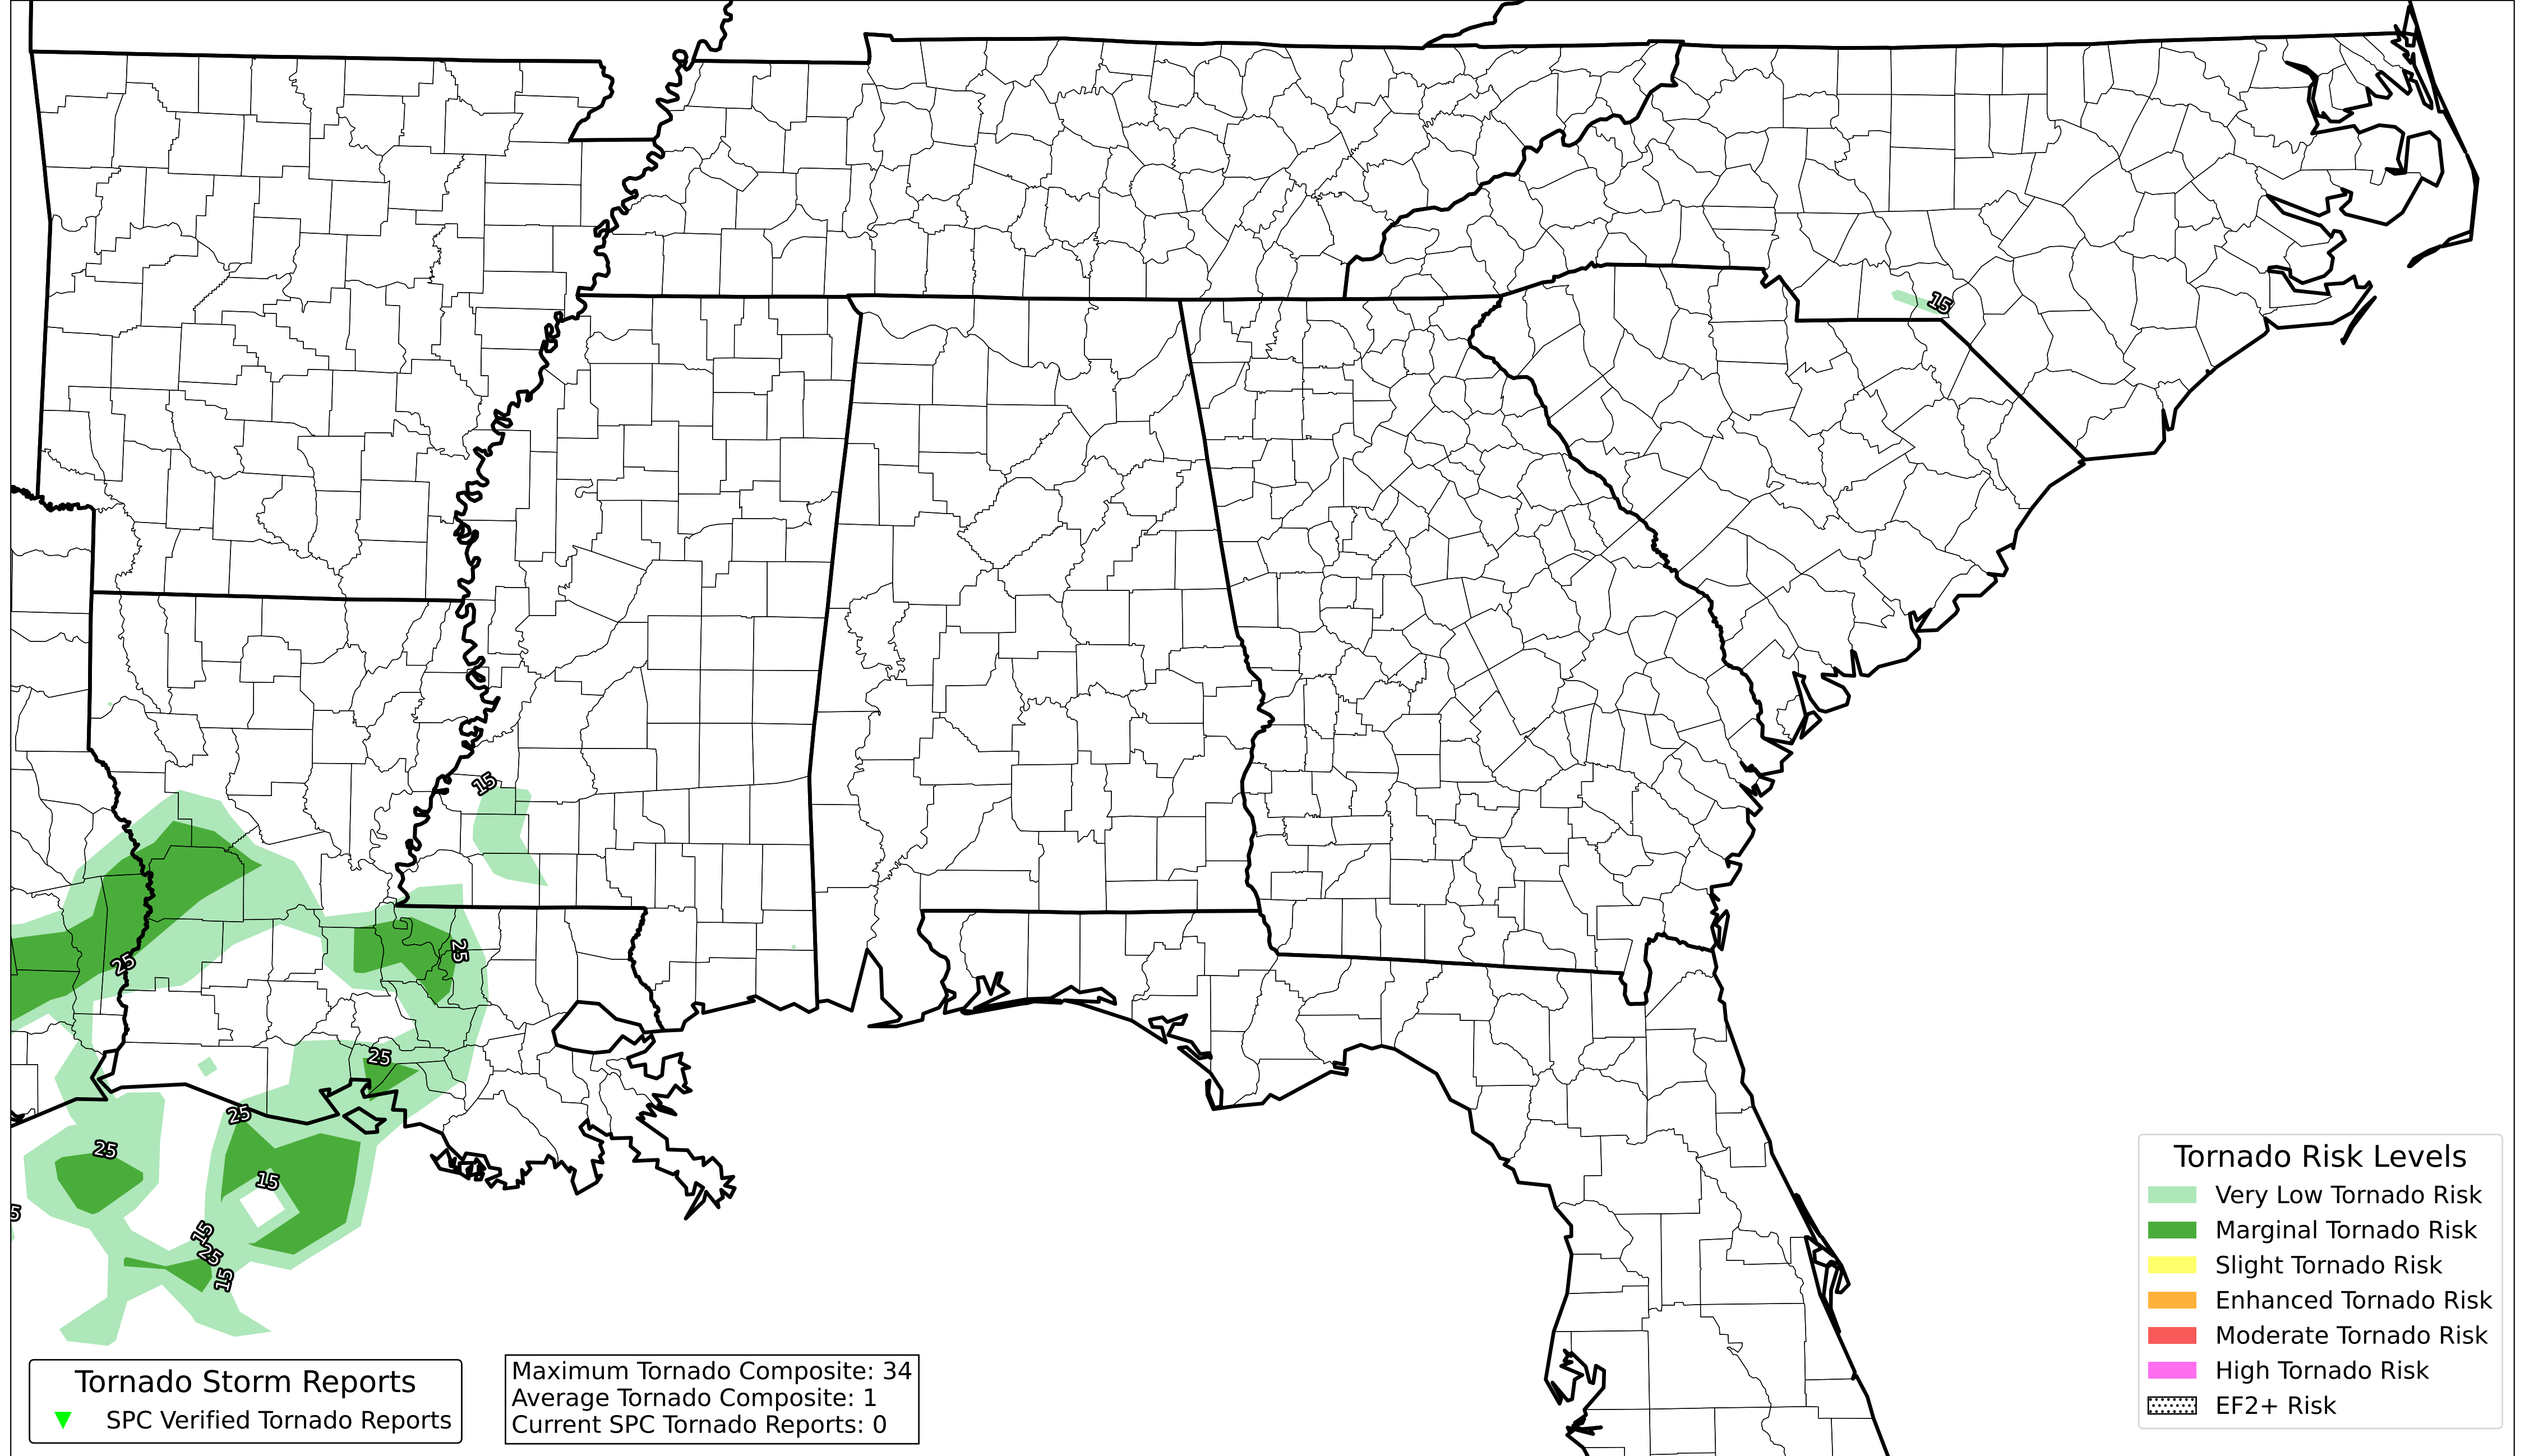 15
15
25
25
25
25
25
15
5
15
25
15
Tornado Risk Levels
Very Low Tornado Risk
Marginal Tornado Risk
Slight Tornado Risk
Enhanced Tornado Risk
Moderate Tornado Risk
High Tornado Risk
EF2+ Risk
Tornado Storm Reports
SPC Verified Tornado Reports
Maximum Tornado Composite: 34
Average Tornado Composite: 1
Current SPC Tornado Reports: 0